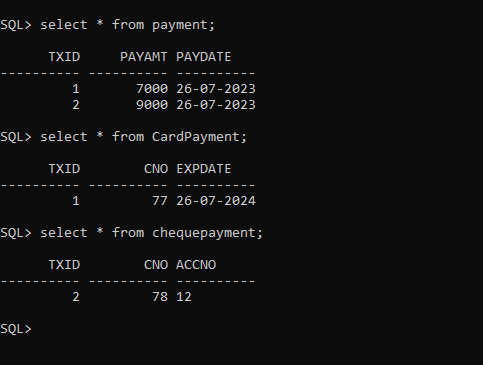 SQL> select * from payment;
TXID PAYAMT PAYDATE
---------- ---------- ----------
1 7000 26-07-2023
2 9000 26-07-2023
SQL> select * from CardPayment;
TXID CNO EXPDATE
---------- ---------- ----------
1 77 26-07-2024
SQL> select * from chequepayment;
TXID CNO ACCNO
---------- ---------- ----------
2 78 12
SQL>